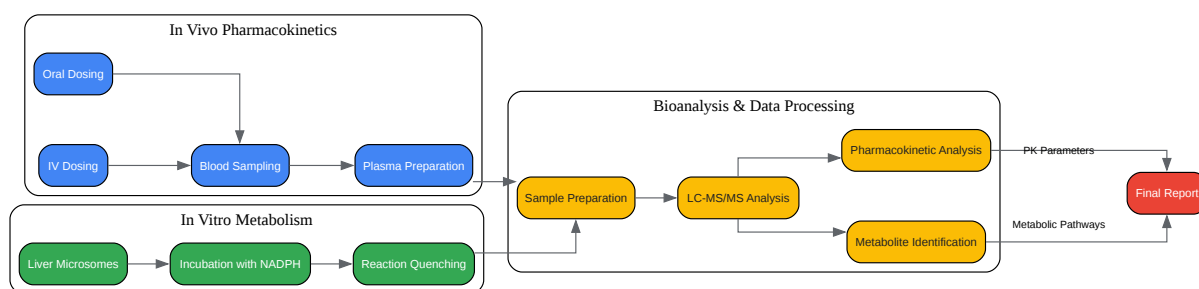 In Vivo Pharmacokinetics
Oral Dosing
IV Dosing
Blood Sampling
Plasma Preparation
In Vitro Metabolism
Liver Microsomes
Incubation with NADPH
Reaction Quenching
Bioanalysis & Data Processing
Sample Preparation
LC-MS/MS Analysis
Pharmacokinetic Analysis
Metabolite Identification
PK Parameters
Metabolic Pathways
Final Report